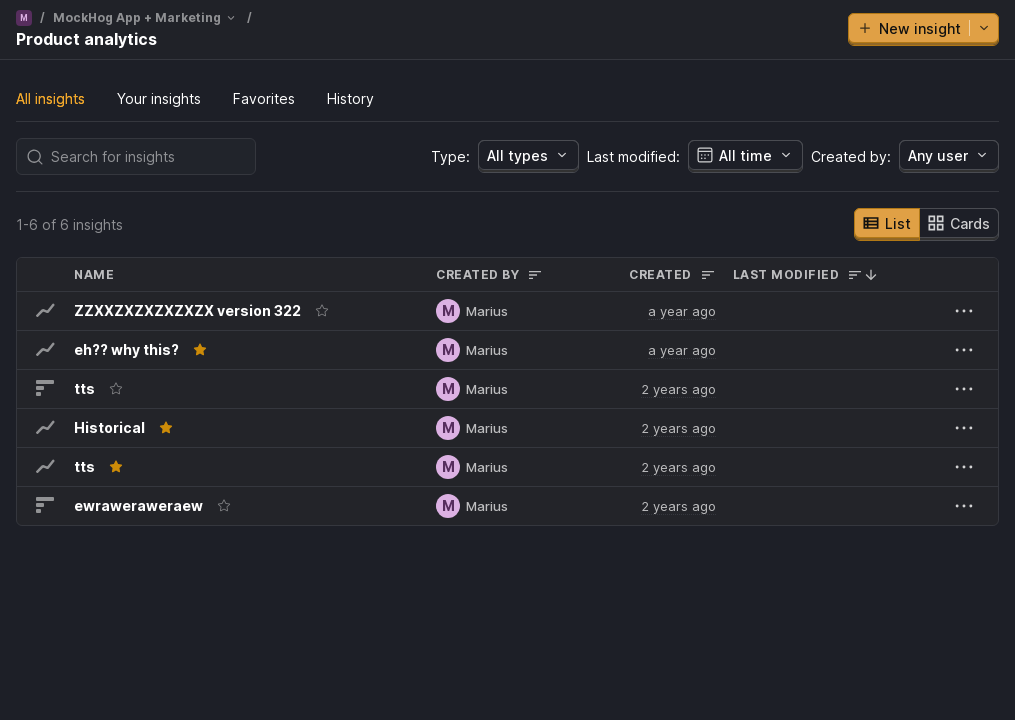 M / MockHog App + Marketing /
Product analytics
New insight
All insights Your insights Favorites History
Search for insights Type: All types Last modified: All time Created by: Any user
1-6 of 6 insights List Cards
NAME CREATED BY CREATED LAST MODIFIED
ZZXXZXZXZXZXZX version 322 M Marius a year ago
eh?? why this? M Marius a year ago
tts M Marius 2 years ago
Historical M Marius 2 years ago
tts M Marius 2 years ago
ewraweraweraew M Marius 2 years ago